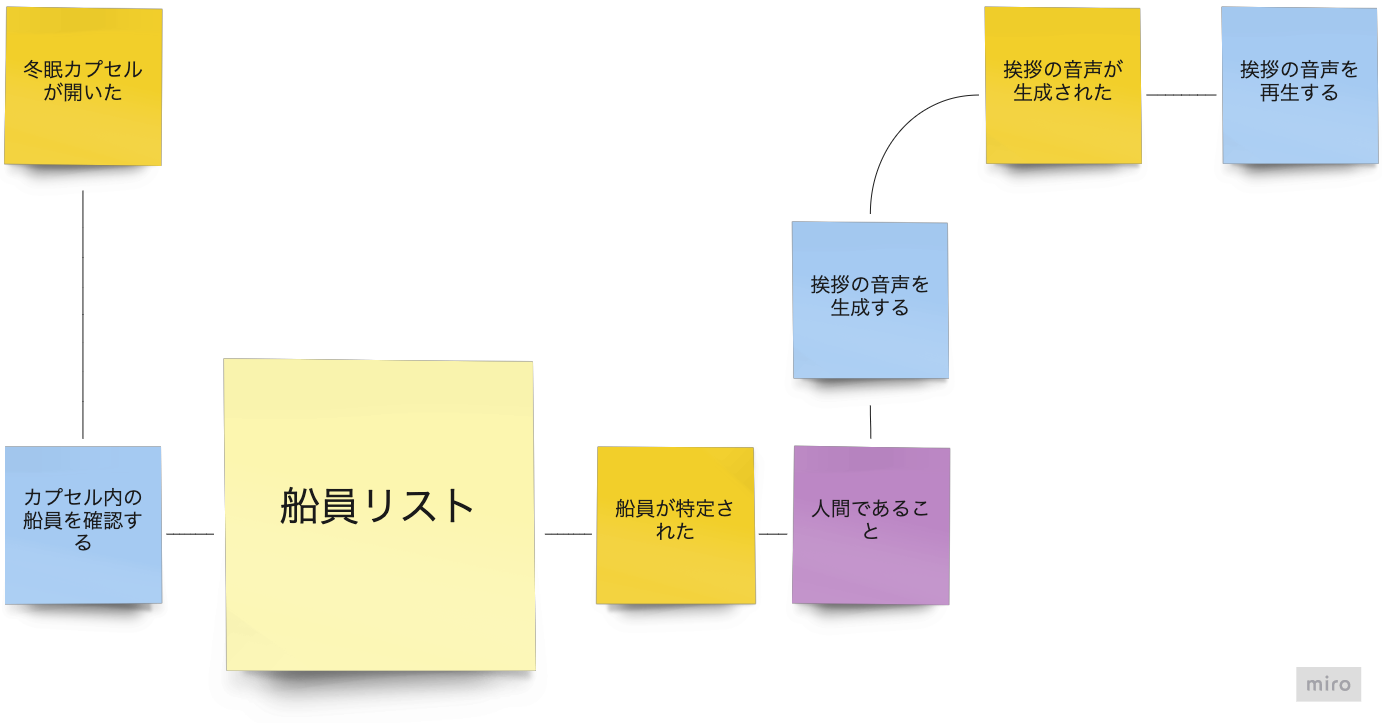 冬眠カプセル
が開いた
挨拶の音声が
生成された
挨拶の音声を
再生する
挨拶の音声を
生成する
カプセル内の
船員を確認す
る
船員リスト
船員が特定さ
れた
人間であるこ
と
miro